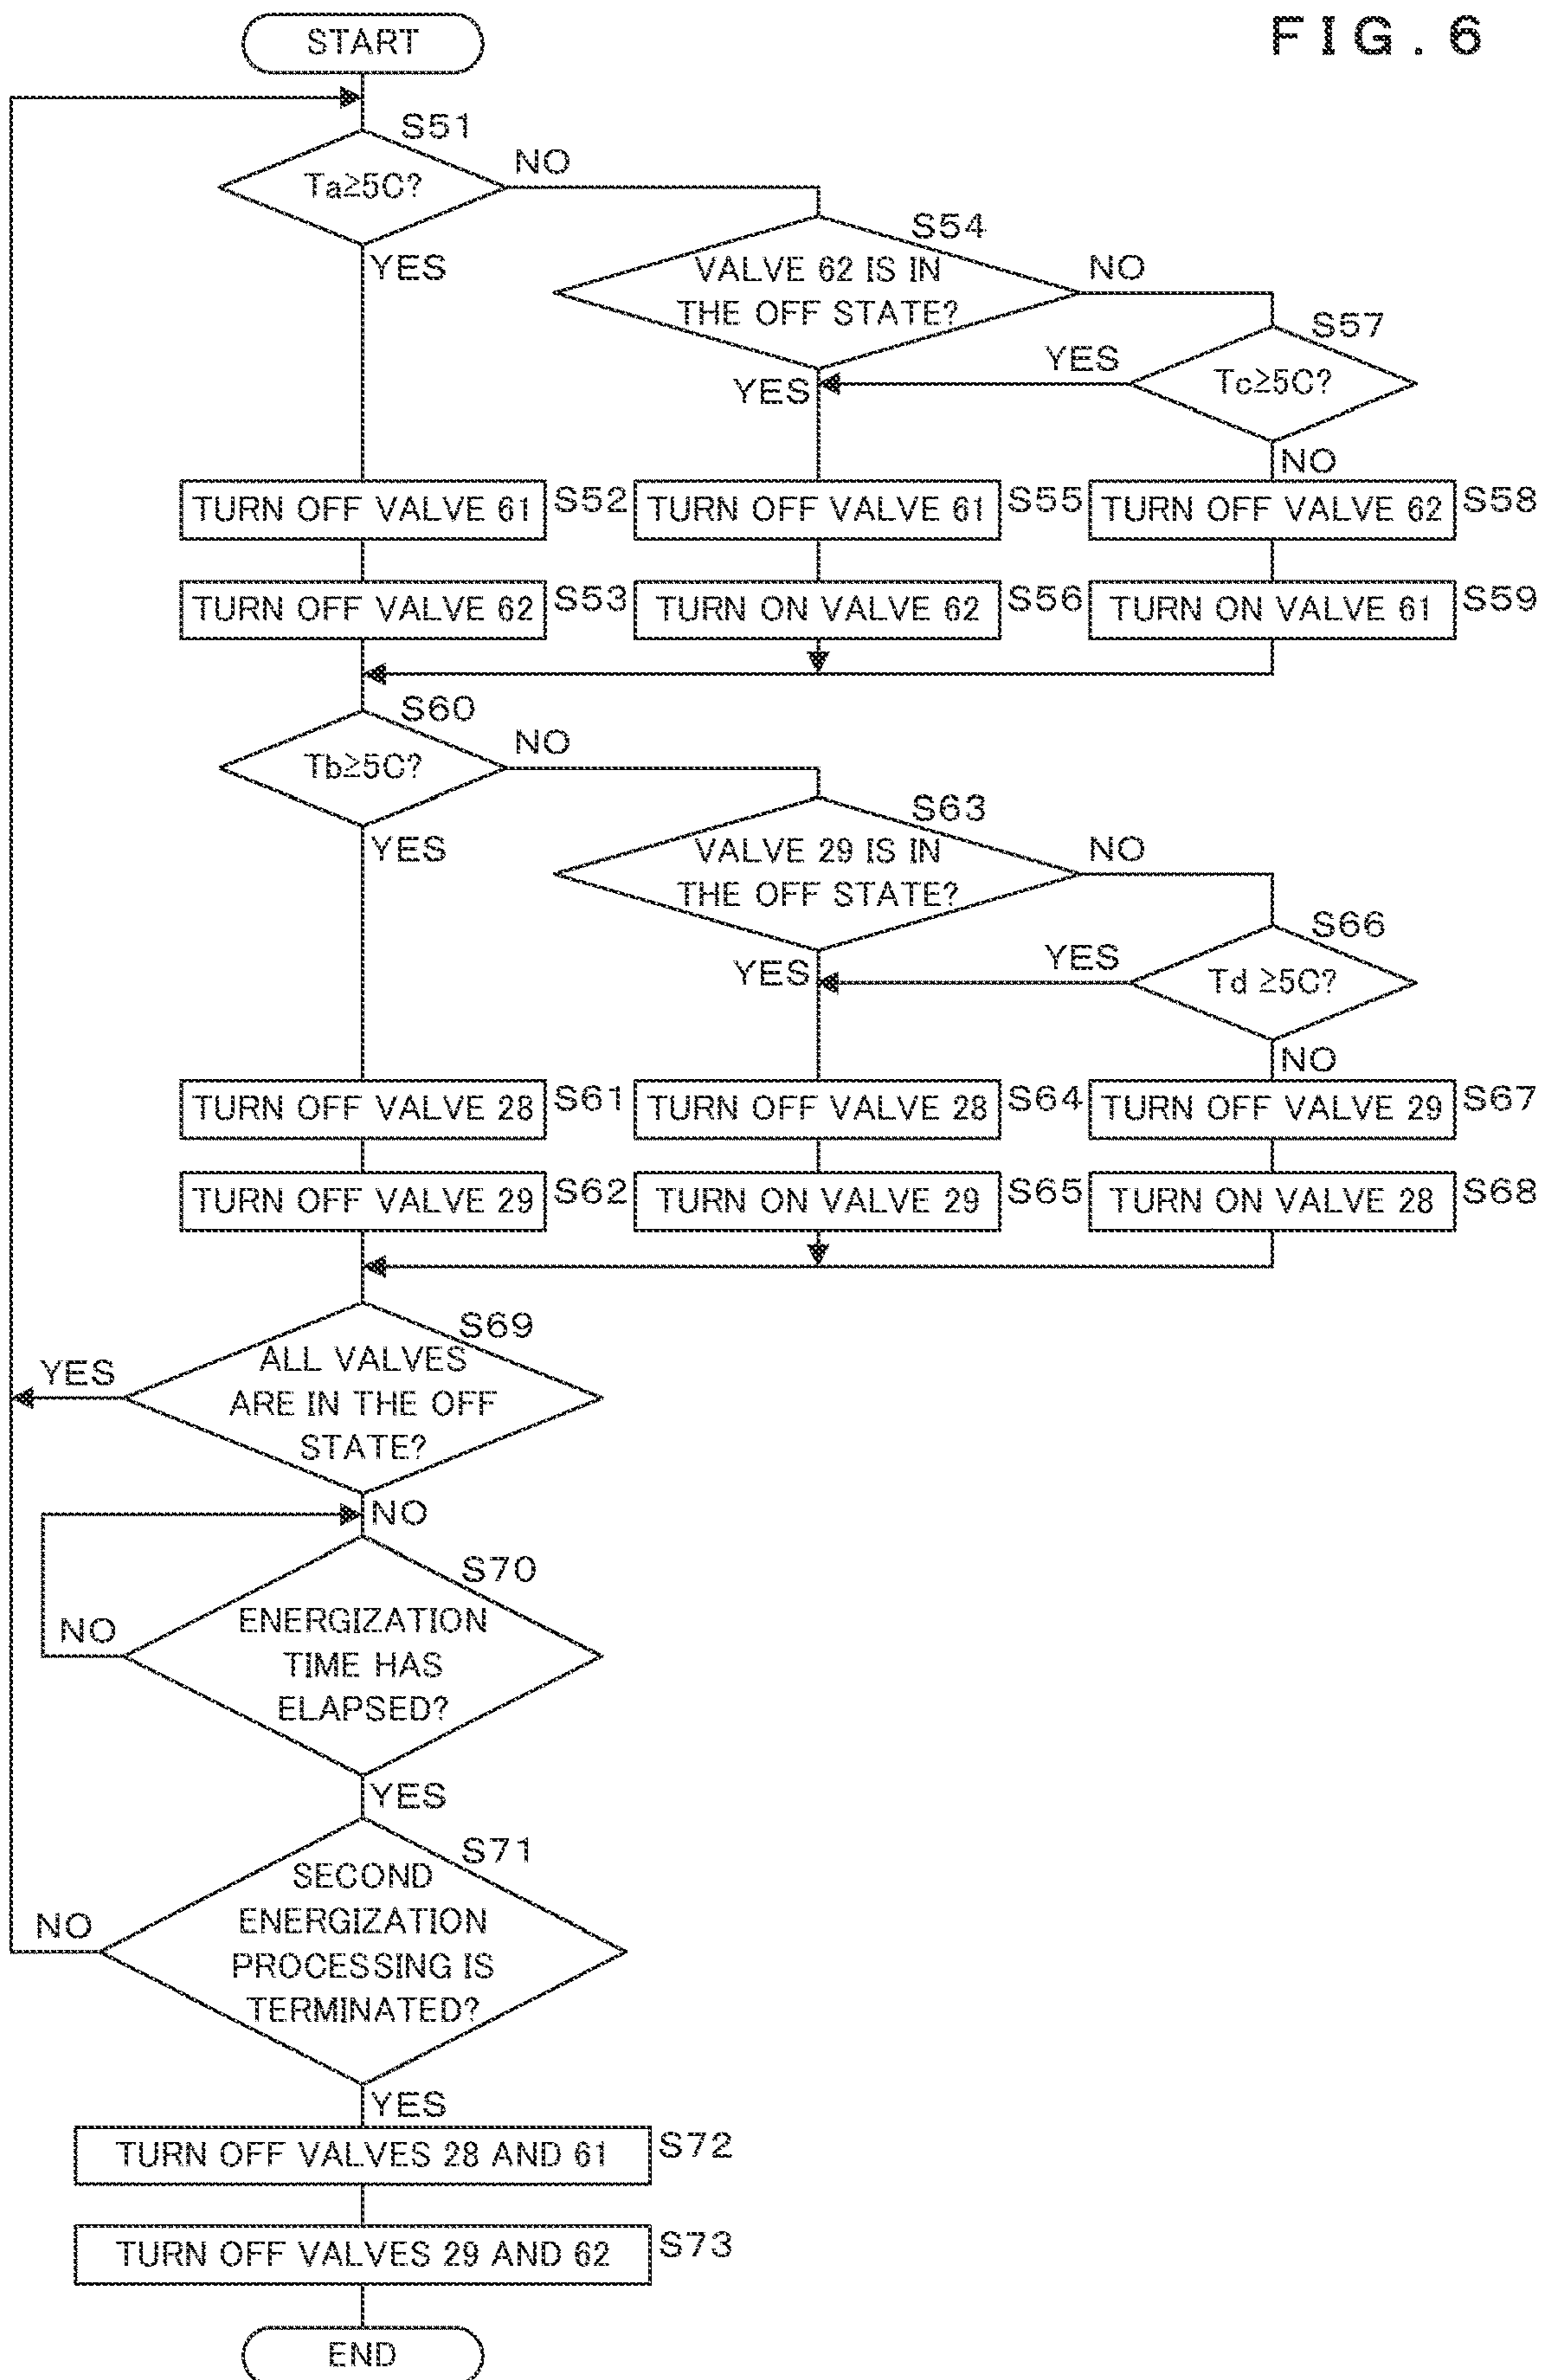 FIG. 6
START
S51
Ta≥5C?
NO
YES
S54
VALVE 62 IS IN
THE OFF STATE?
NO
YES
S57
Tc≥5C?
YES
NO
TURN OFF VALVE 61
S52
TURN OFF VALVE 61
S55
TURN OFF VALVE 62
S58
TURN OFF VALVE 62
S53
TURN ON VALVE 62
S56
TURN ON VALVE 61
S59
S60
Tb≥5C?
NO
YES
S63
VALVE 29 IS IN
THE OFF STATE?
NO
YES
S66
Td ≥5C?
YES
NO
TURN OFF VALVE 28
S61
TURN OFF VALVE 28
S64
TURN OFF VALVE 29
S67
TURN OFF VALVE 29
S62
TURN ON VALVE 29
S65
TURN ON VALVE 28
S68
S69
ALL VALVES
ARE IN THE OFF
STATE?
YES
NO
S70
ENERGIZATION
TIME HAS
ELAPSED?
NO
YES
S71
SECOND
ENERGIZATION
PROCESSING IS
TERMINATED?
NO
YES
TURN OFF VALVES 28 AND 61
S72
TURN OFF VALVES 29 AND 62
S73
END